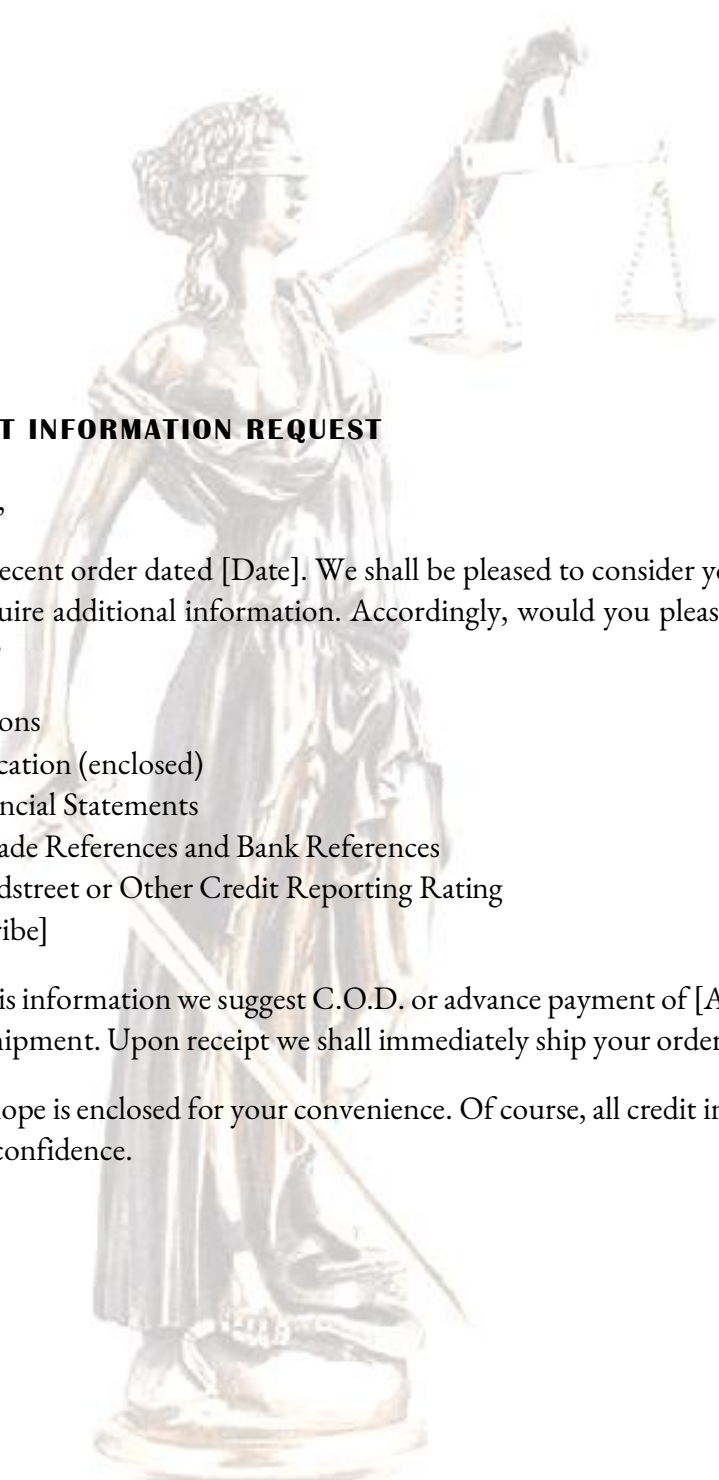 T INFORMATION REQUEST
,
ecent order dated [Date]. We shall be pleased to consider yo
uire additional information. Accordingly, would you pleas
?
ons
cation (enclosed)
ncial Statements
ade References and Bank References
dstreet or Other Credit Reporting Rating
ribe]
is information we suggest C.O.D. or advance payment of [A
hipment. Upon receipt we shall immediately ship your order
lope is enclosed for your convenience. Of course, all credit in
confidence.